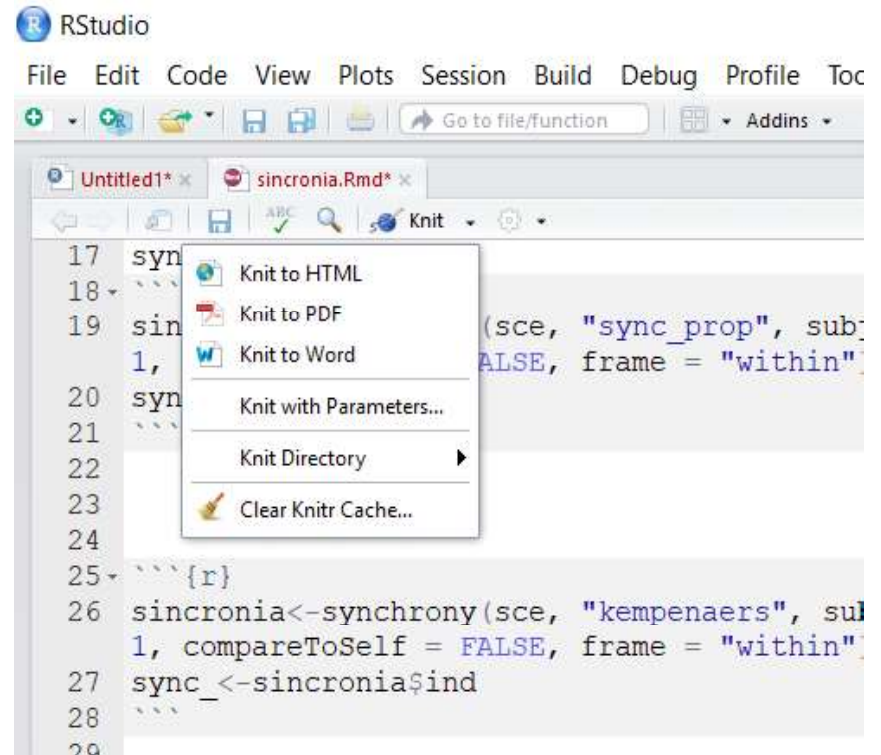 RStudio
File Edit Code View Plots Session Build Debug Profile Too
Go to file/function Addins
Untitled1* sincronia.Rmd*
ABC Knit
17 syn
Knit to HTML
18 ```
Knit to PDF
19 sin (sce, "sync_prop", sub
Knit to Word
1, ALSE, frame = "within"
20 syn
Knit with Parameters...
21 ```
Knit Directory
22
23
Clear Knitr Cache...
24
25 ```{r}
26 sincronia<-synchrony(sce, "kempenaers", sub
1, compareToSelf = FALSE, frame = "within"
27 sync_<-sincronia$ind
28 ```
29